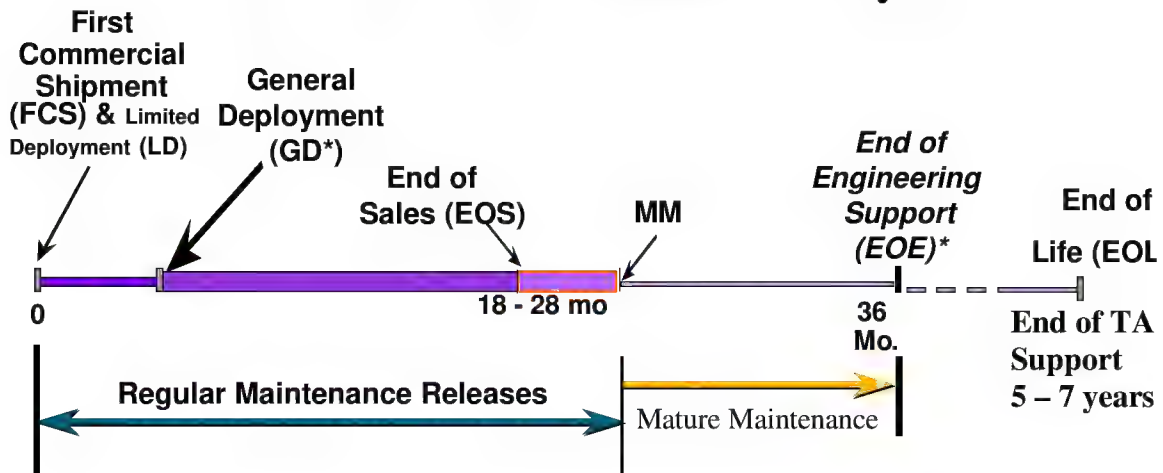 First
Commercial
Shipment
(FCS) & Limited
Deployment (LD)
General
Deployment
(GD*)
End of
Sales (EOS)
MM
End of
Engineering
Support
(EOE)*
End of
Life (EOL
0
18 - 28 mo
36
Mo.
End of TA
Support
5 – 7 years
Regular Maintenance Releases
Mature Maintenance